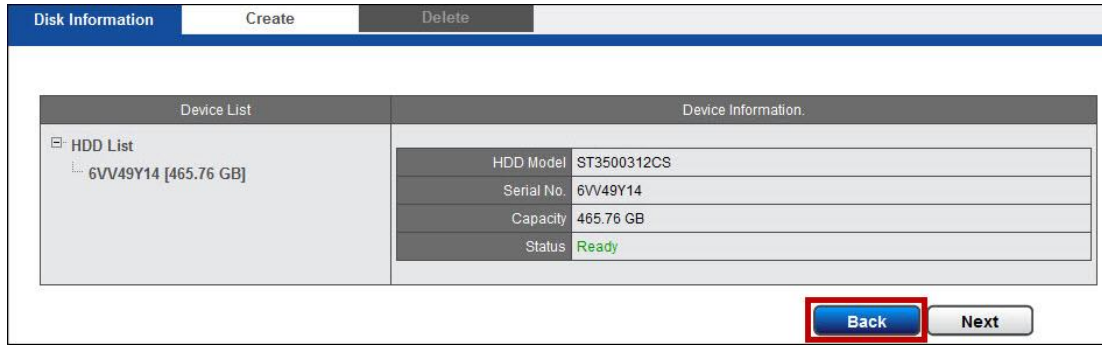 Disk Information Create Delete
Device List Device Information.
HDD List
6VV49Y14 [465.76 GB]
HDD Model ST3500312CS
Serial No. 6VV49Y14
Capacity 465.76 GB
Status Ready
Back Next